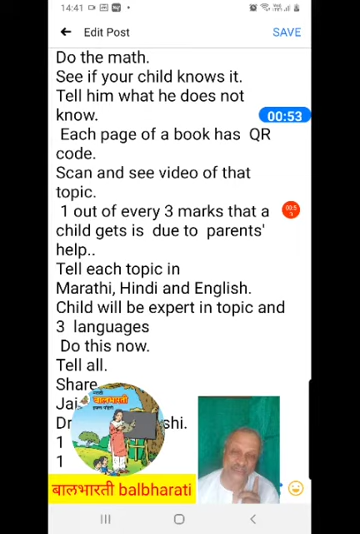 14:41
Edit Post
SAVE
Do the math.
See if your child knows it.
Tell him what he does not
know.
00:53
Each page of a book has QR
code.
Scan and see video of that
topic.
1 out of every 3 marks that a
child gets is due to parents'
help..
Tell each topic in
Marathi, Hindi and English.
Child will be expert in topic and
3 languages
Do this now.
Tell all.
Share
Jai
बालभारती
1
1
बालभारती balbharati